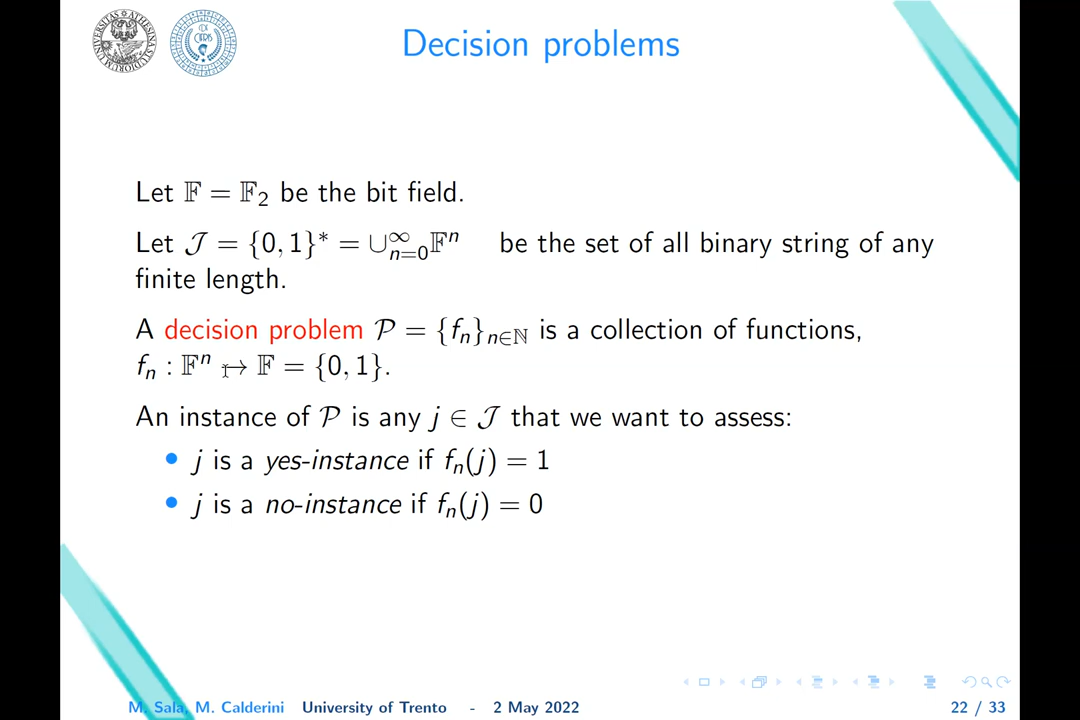 Decision problems
Let 𝔽 = 𝔽₂ be the bit field.
Let 𝒥 = {0, 1}* = ∪_{n=0}^{∞} 𝔽ⁿ be the set of all binary string of any
finite length.
A decision problem 𝒫 = {fₙ}_{n∈ℕ} is a collection of functions,
fₙ : 𝔽ⁿ ↦ 𝔽 = {0, 1}.
An instance of 𝒫 is any j ∈ 𝒥 that we want to assess:
• j is a yes-instance if fₙ(j) = 1
• j is a no-instance if fₙ(j) = 0
M. Sala, M. Calderini University of Trento - 2 May 2022 22 / 33